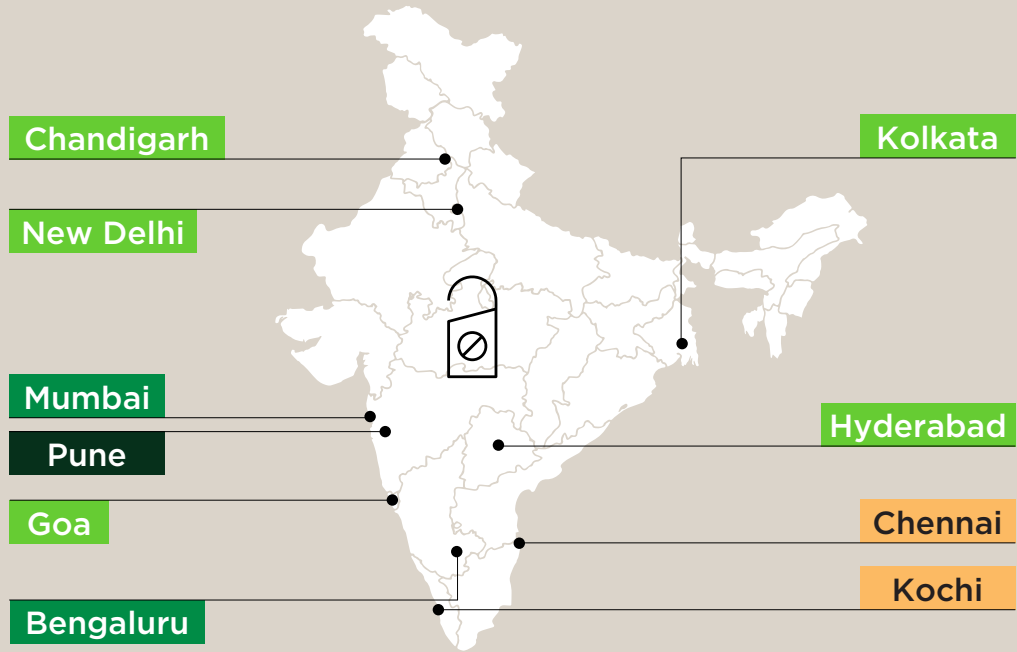 Chandigarh
Kolkata
New Delhi
Mumbai
Hyderabad
Pune
Goa
Chennai
Kochi
Bengaluru